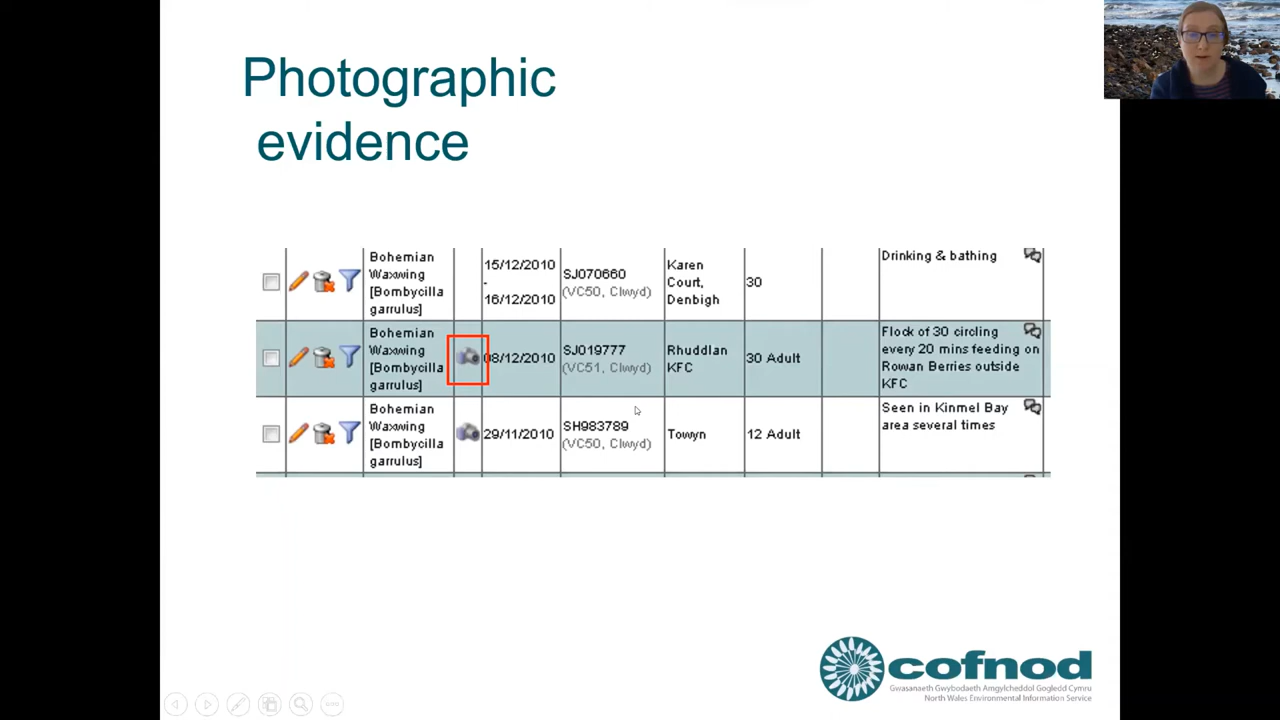 Photographic
evidence
Bohemian
Waxwing
[Bombycilla
garrulus]
15/12/2010
-
16/12/2010
SJ070660
(VC50, Clwyd)
Karen
Court,
Denbigh
30
Drinking & bathing
Bohemian
Waxwing
[Bombycilla
garrulus]
08/12/2010
SJ019777
(VC51, Clwyd)
Rhuddlan
KFC
30 Adult
Flock of 30 circling
every 20 mins feeding on
Rowan Berries outside
KFC
Bohemian
Waxwing
[Bombycilla
garrulus]
29/11/2010
SH983789
(VC50, Clwyd)
Towyn
12 Adult
Seen in Kinmel Bay
area several times
cofnod
Gwasanaeth Gwybodaeth Amgylcheddol Gogledd Cymru
North Wales Environmental Information Service